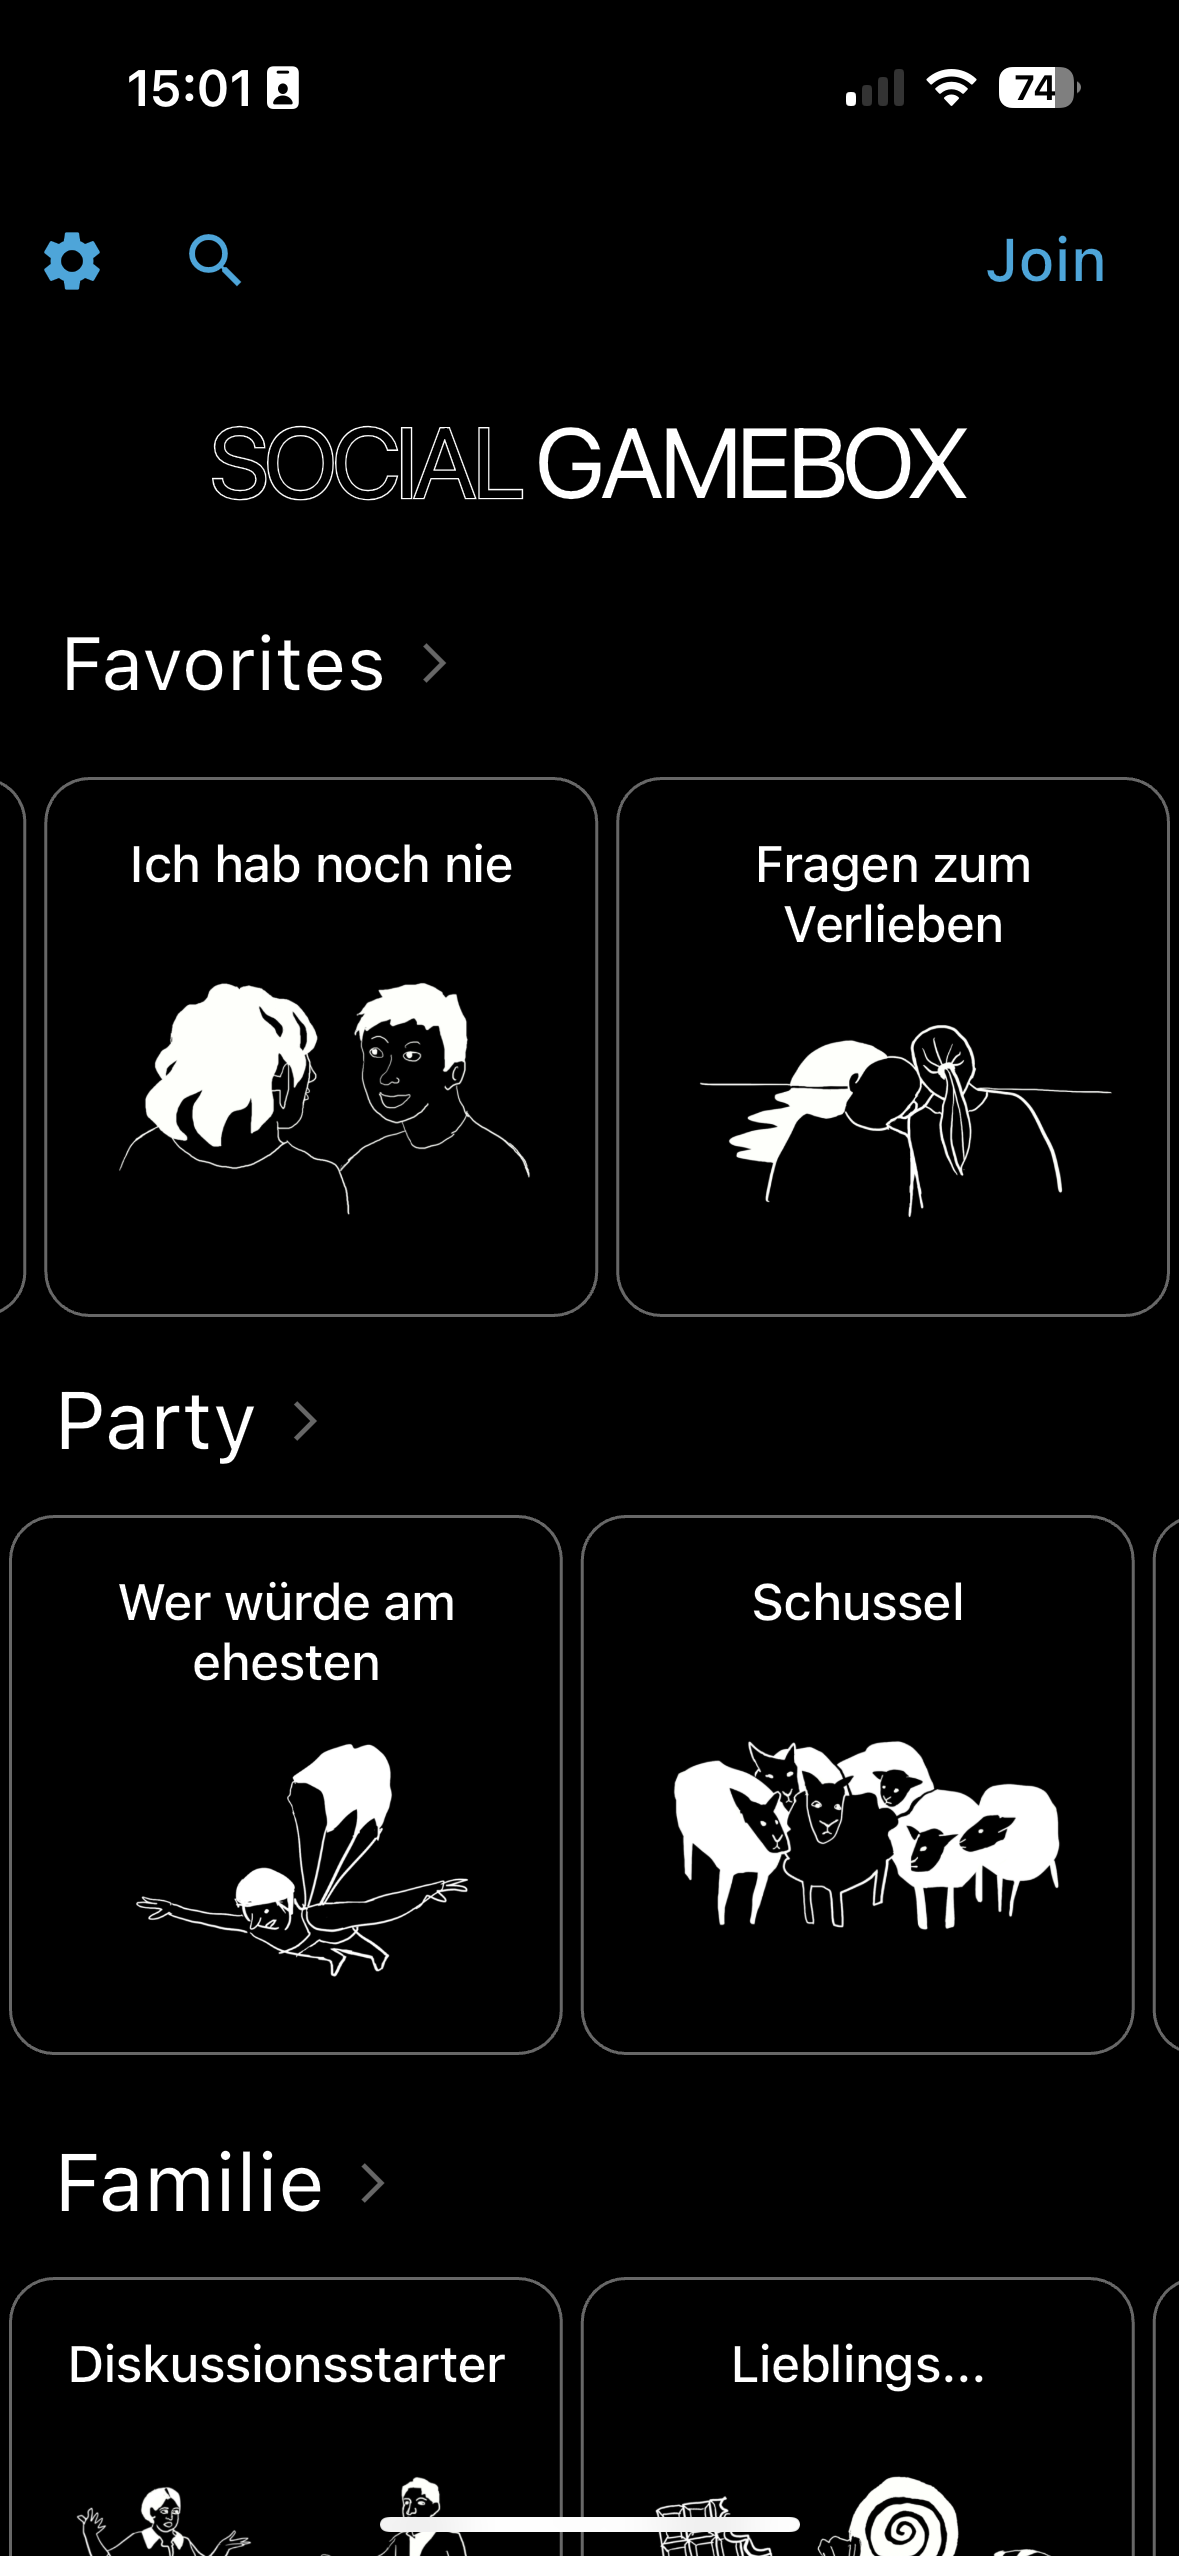 15:01
74
Join
SOCIAL GAMEBOX
Favorites
Ich hab noch nie
Fragen zum
Verlieben
Party
Wer würde am
ehesten
Schussel
Familie
Diskussionsstarter
Lieblings...